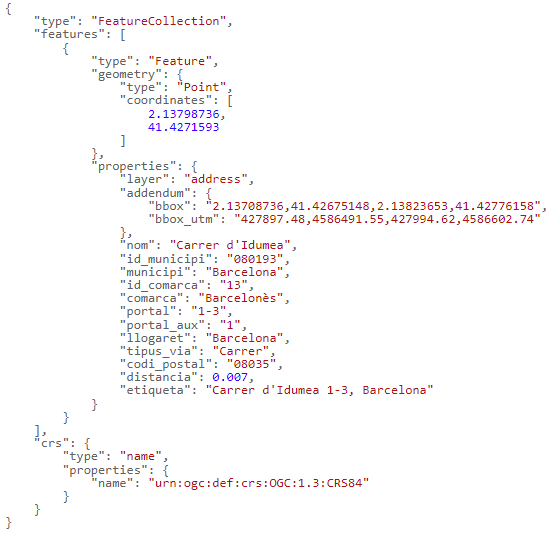 {
    "type": "FeatureCollection",
    "features": [
        {
            "type": "Feature",
            "geometry": {
                "type": "Point",
                "coordinates": [
                    2.13798736,
                    41.4271593
                ]
            },
            "properties": {
                "layer": "address",
                "addendum": {
                    "bbox": "2.13708736,41.42675148,2.13823653,41.42776158",
                    "bbox_utm": "427897.48,4586491.55,427994.62,4586602.74"
                },
                "nom": "Carrer d'Idumea",
                "id_municipi": "080193",
                "municipi": "Barcelona",
                "id_comarca": "13",
                "comarca": "Barcelonès",
                "portal": "1-3",
                "portal_aux": "1",
                "llogaret": "Barcelona",
                "tipus_via": "Carrer",
                "codi_postal": "08035",
                "distancia": 0.007,
                "etiqueta": "Carrer d'Idumea 1-3, Barcelona"
            }
        }
    ],
    "crs": {
        "type": "name",
        "properties": {
            "name": "urn:ogc:def:crs:OGC:1.3:CRS84"
        }
    }
}